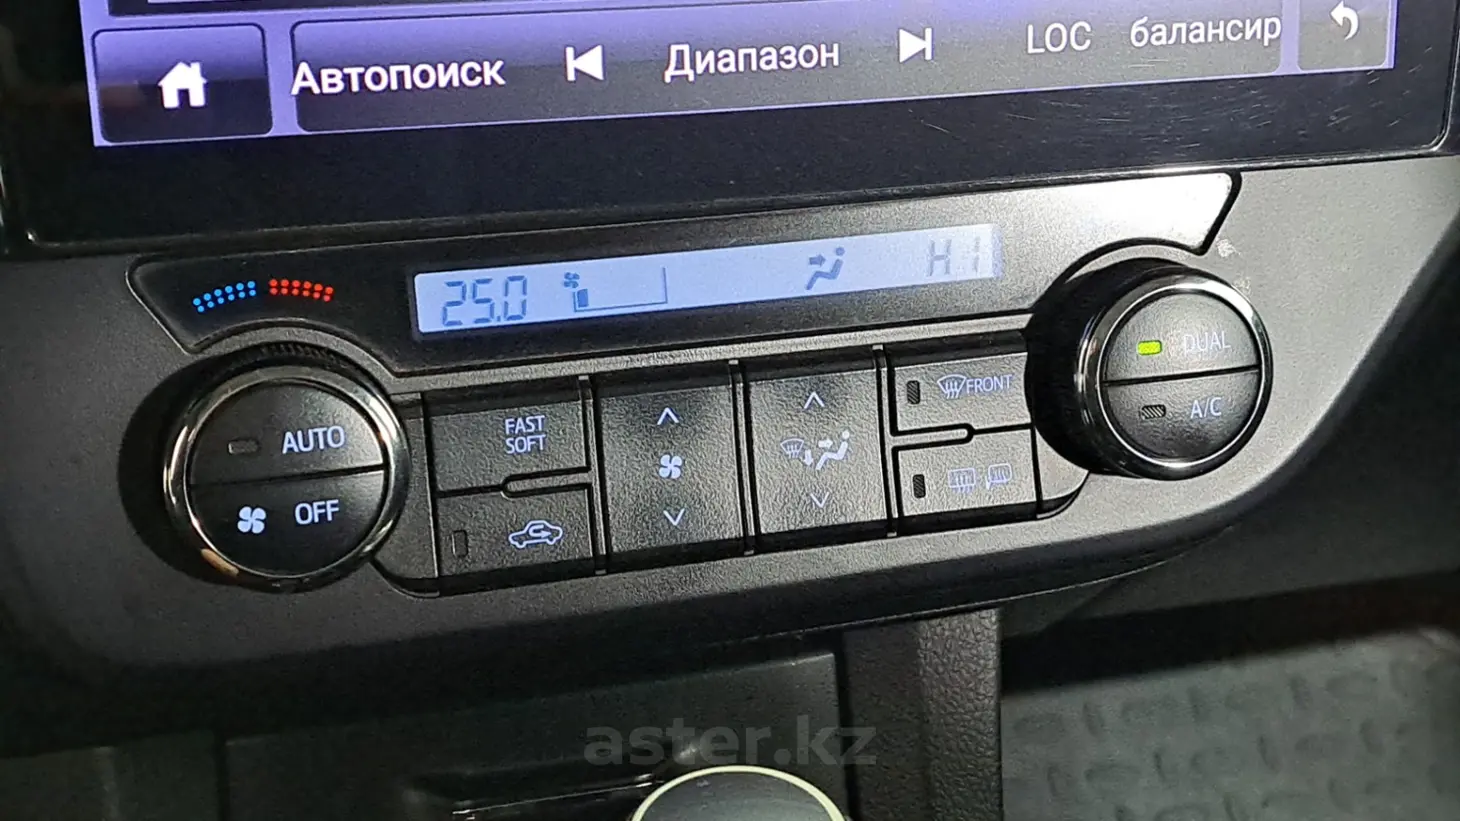 Автопоиск Диапазон LOC балансир
25.0 HI
AUTO
OFF
FAST
SOFT
FRONT
DUAL
A/C
aster.kz